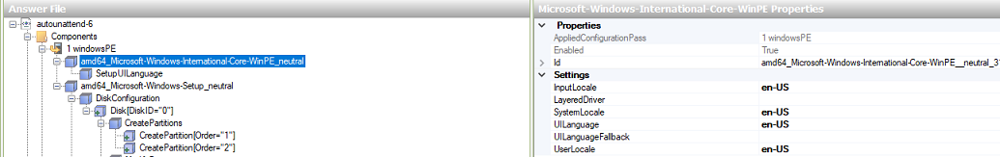 Answer File
autounattend-6
Components
1 windowsPE
amd64_Microsoft-Windows-International-Core-WinPE_neutral
SetupUILanguage
amd64_Microsoft-Windows-Setup_neutral
DiskConfiguration
Disk[DiskID="0"]
CreatePartitions
CreatePartition[Order="1"]
CreatePartition[Order="2"]
Microsoft-Windows-International-Core-WinPE Properties
Properties
AppliedConfigurationPass 1 windowsPE
Enabled True
Id amd64_Microsoft-Windows-International-Core-WinPE__neutral_31
Settings
InputLocale en-US
LayeredDriver
SystemLocale en-US
UILanguage en-US
UILanguageFallback
UserLocale en-US